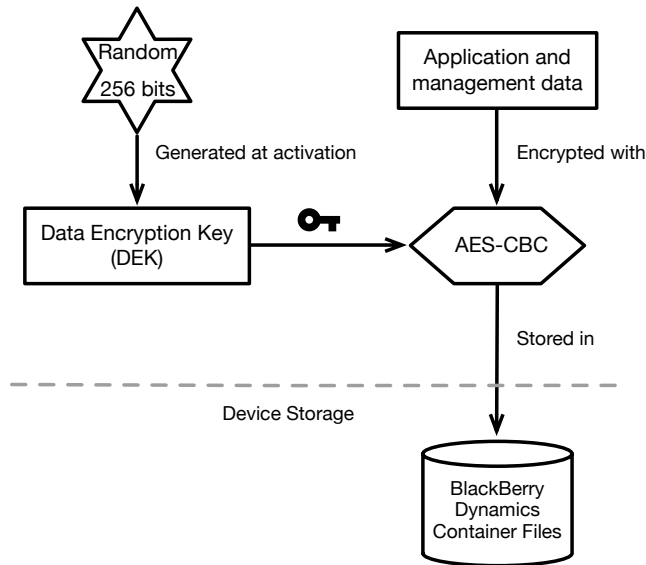 Random
256 bits
Application and
management data
Generated at activation
Encrypted with
Data Encryption Key
(DEK)
AES-CBC
Stored in
Device Storage
BlackBerry
Dynamics
Container Files